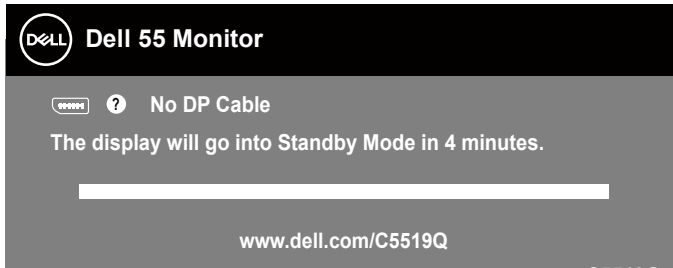 DELL Dell 55 Monitor
? No DP Cable
The display will go into Standby Mode in 4 minutes.
www.dell.com/C5519Q